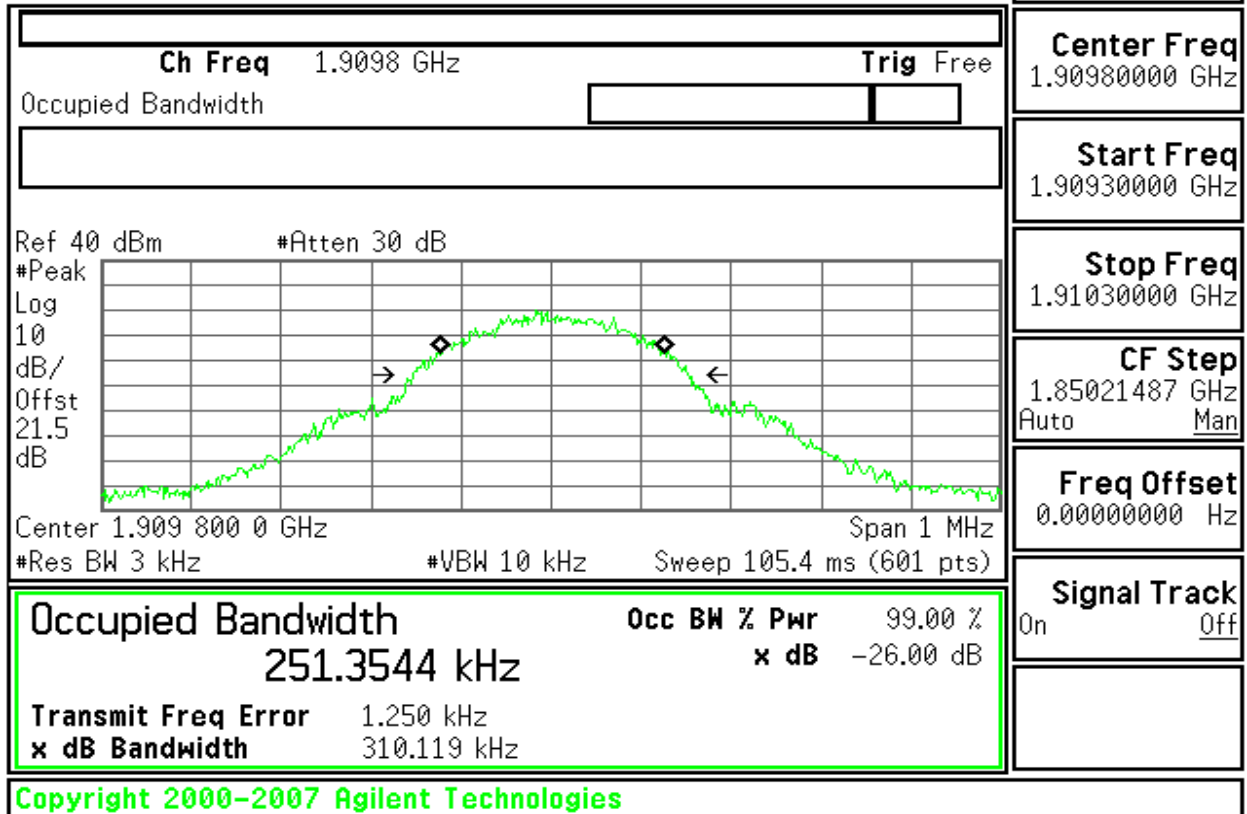 Ch Freq 1.9098 GHz Trig Free
Occupied Bandwidth
Ref 40 dBm #Atten 30 dB
#Peak
Log
10
dB/
Offst
21.5
dB
Center 1.909 800 0 GHz Span 1 MHz
#Res BW 3 kHz #VBW 10 kHz Sweep 105.4 ms (601 pts)
Occupied Bandwidth
251.3544 kHz
Occ BW % Pwr 99.00 %
x dB -26.00 dB
Transmit Freq Error 1.250 kHz
x dB Bandwidth 310.119 kHz
Copyright 2000-2007 Agilent Technologies
Center Freq
1.90980000 GHz
Start Freq
1.90930000 GHz
Stop Freq
1.91030000 GHz
CF Step
1.85021487 GHz
Auto Man
Freq Offset
0.00000000 Hz
Signal Track
On Off